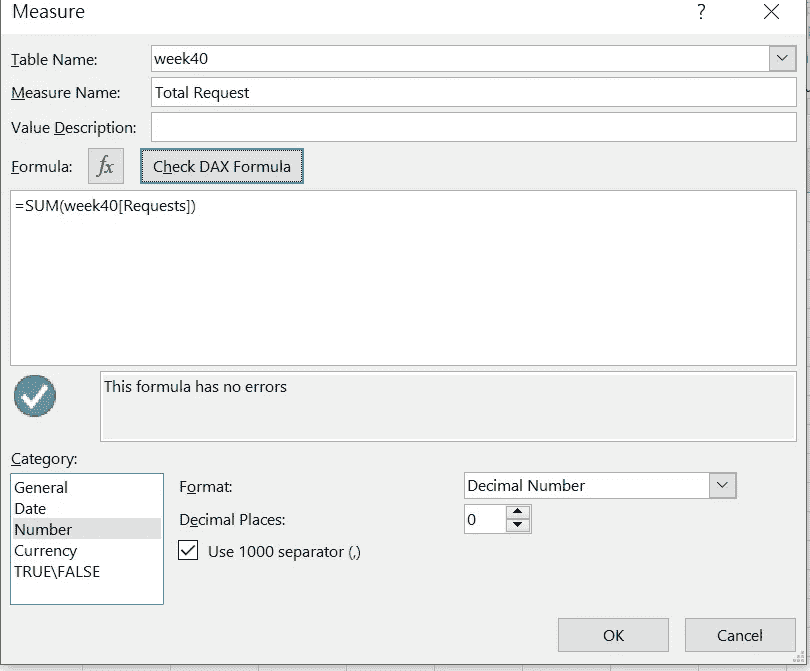 Measure
?
Table Name: week40
Measure Name: Total Request
Value Description:
Formula: fx Check DAX Formula
=SUM(week40[Requests])
This formula has no errors
Category:
General
Date
Number
Currency
TRUE\FALSE
Format: Decimal Number
Decimal Places: 0
Use 1000 separator (,)
OK Cancel